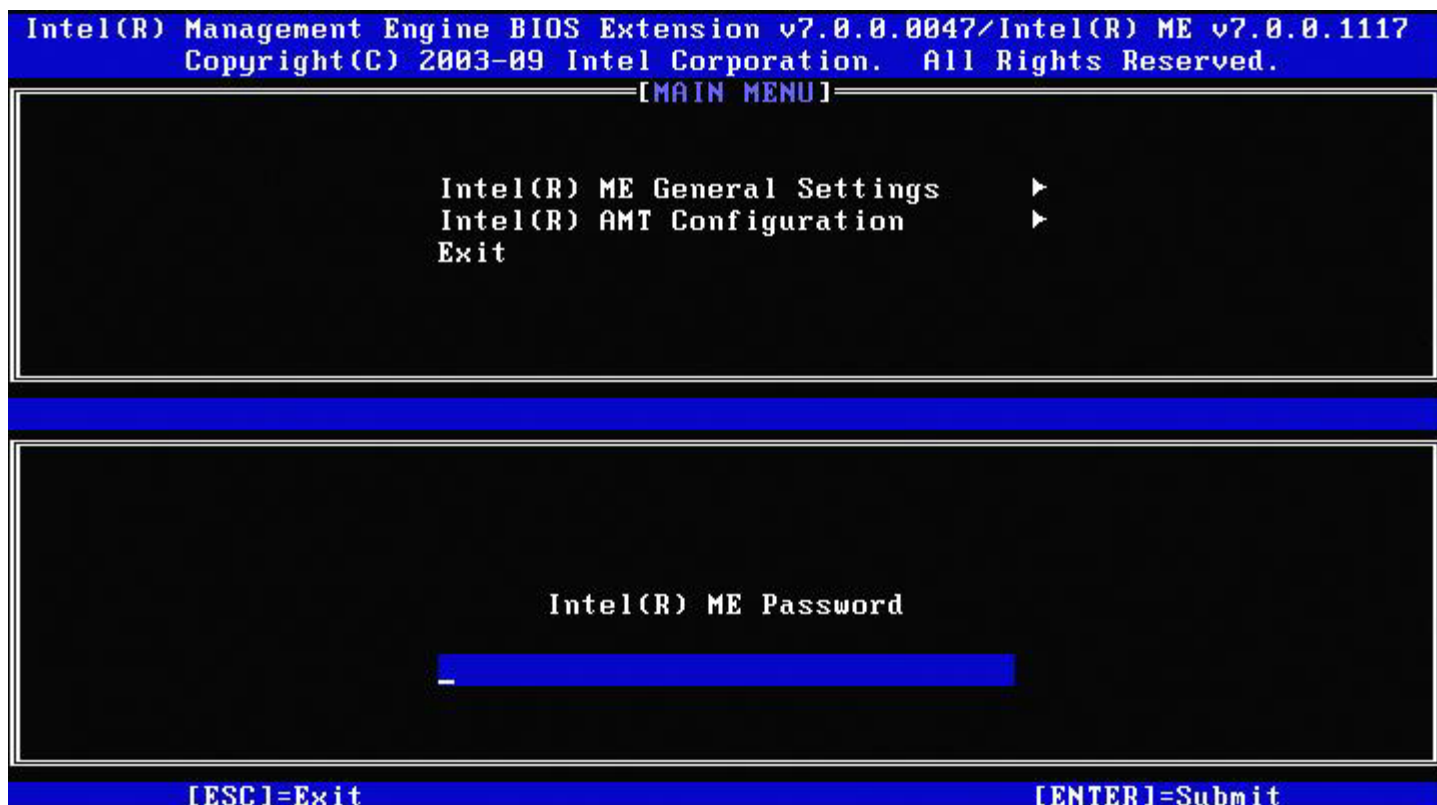 Intel(R) Management Engine BIOS Extension v7.0.0.0047/Intel(R) ME v7.0.0.1117
Copyright(C) 2003-09 Intel Corporation. All Rights Reserved.
[MAIN MENU]
Intel(R) ME General Settings
Intel(R) AMT Configuration
Exit
Intel(R) ME Password
[ESC]=Exit [ENTER]=Submit